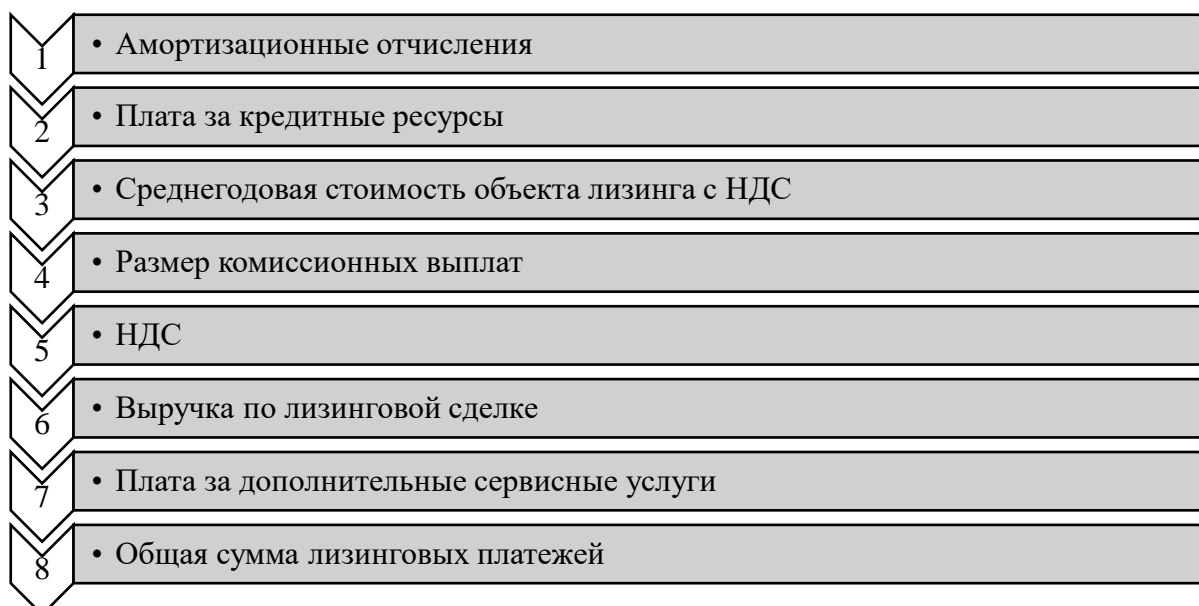 1 • Амортизационные отчисления
2 • Плата за кредитные ресурсы
3 • Среднегодовая стоимость объекта лизинга с НДС
4 • Размер комиссионных выплат
5 • НДС
6 • Выручка по лизинговой сделке
7 • Плата за дополнительные сервисные услуги
8 • Общая сумма лизинговых платежей